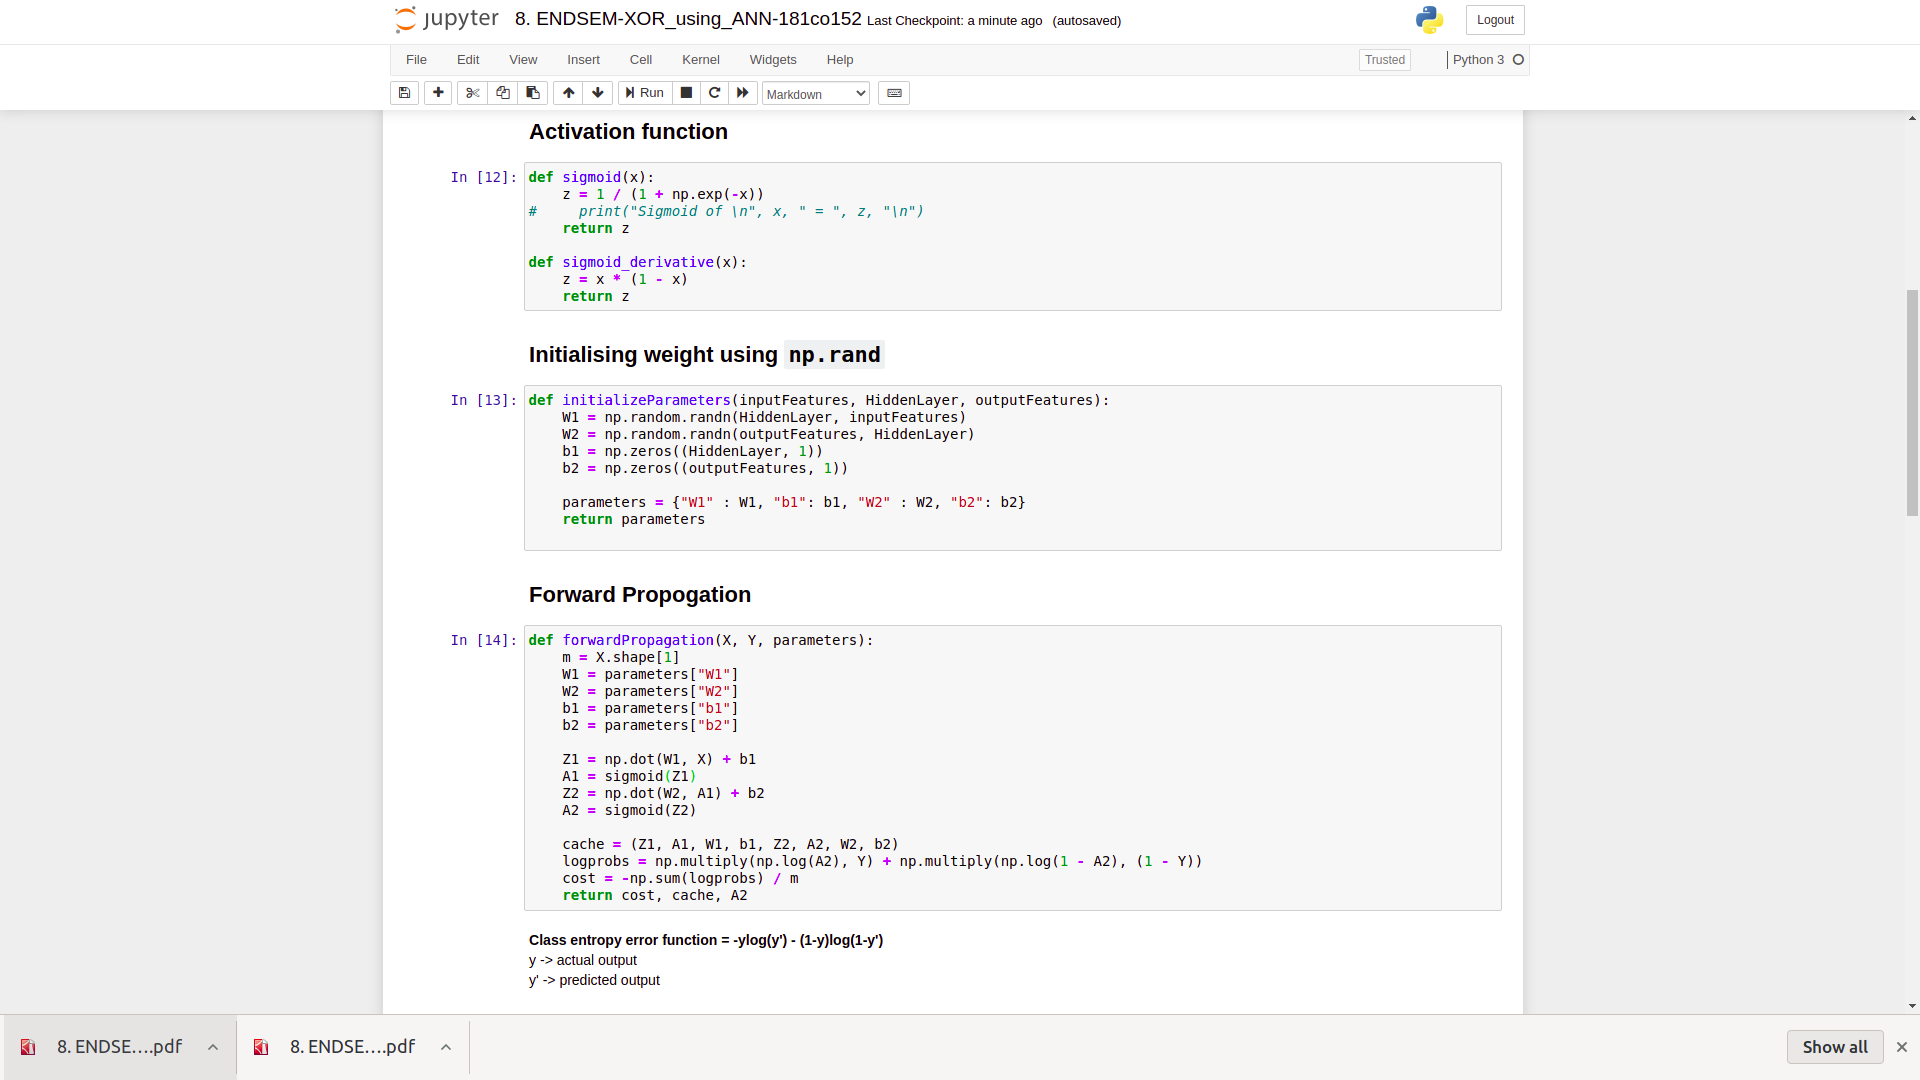 jupyter 8. ENDSEM-XOR_using_ANN-181co152 Last Checkpoint: a minute ago (autosaved) Logout
File Edit View Insert Cell Kernel Widgets Help Trusted Python 3
Run Markdown
Activation function
In [12]: def sigmoid(x):
    z = 1 / (1 + np.exp(-x))
#     print("Sigmoid of \n", x, " = ", z, "\n")
    return z
def sigmoid_derivative(x):
    z = x * (1 - x)
    return z
Initialising weight using np.rand
In [13]: def initializeParameters(inputFeatures, HiddenLayer, outputFeatures):
    W1 = np.random.randn(HiddenLayer, inputFeatures)
    W2 = np.random.randn(outputFeatures, HiddenLayer)
    b1 = np.zeros((HiddenLayer, 1))
    b2 = np.zeros((outputFeatures, 1))
    parameters = {"W1" : W1, "b1": b1, "W2" : W2, "b2": b2}
    return parameters
Forward Propogation
In [14]: def forwardPropagation(X, Y, parameters):
    m = X.shape[1]
    W1 = parameters["W1"]
    W2 = parameters["W2"]
    b1 = parameters["b1"]
    b2 = parameters["b2"]
    Z1 = np.dot(W1, X) + b1
    A1 = sigmoid(Z1)
    Z2 = np.dot(W2, A1) + b2
    A2 = sigmoid(Z2)
    cache = (Z1, A1, W1, b1, Z2, A2, W2, b2)
    logprobs = np.multiply(np.log(A2), Y) + np.multiply(np.log(1 - A2), (1 - Y))
    cost = -np.sum(logprobs) / m
    return cost, cache, A2
Class entropy error function = -ylog(y') - (1-y)log(1-y')
y -> actual output
y' -> predicted output
8. ENDSE....pdf 8. ENDSE....pdf Show all